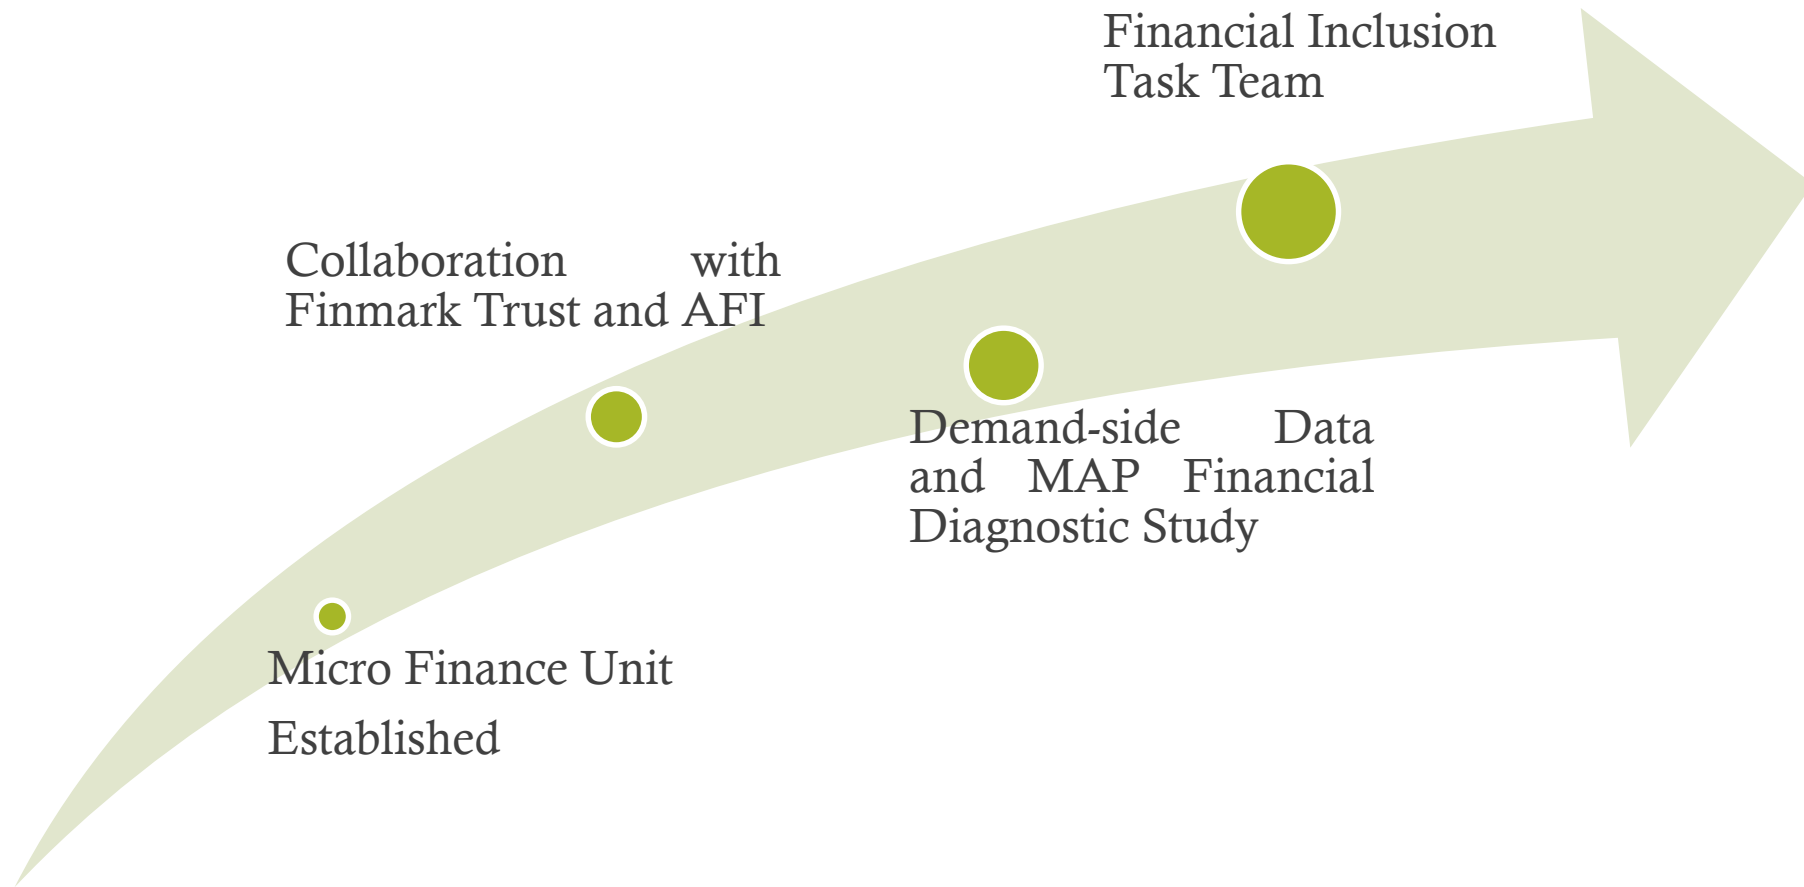 Financial Inclusion
Task Team
Collaboration with
Finmark Trust and AFI
Demand-side Data
and MAP Financial
Diagnostic Study
Micro Finance Unit
Established